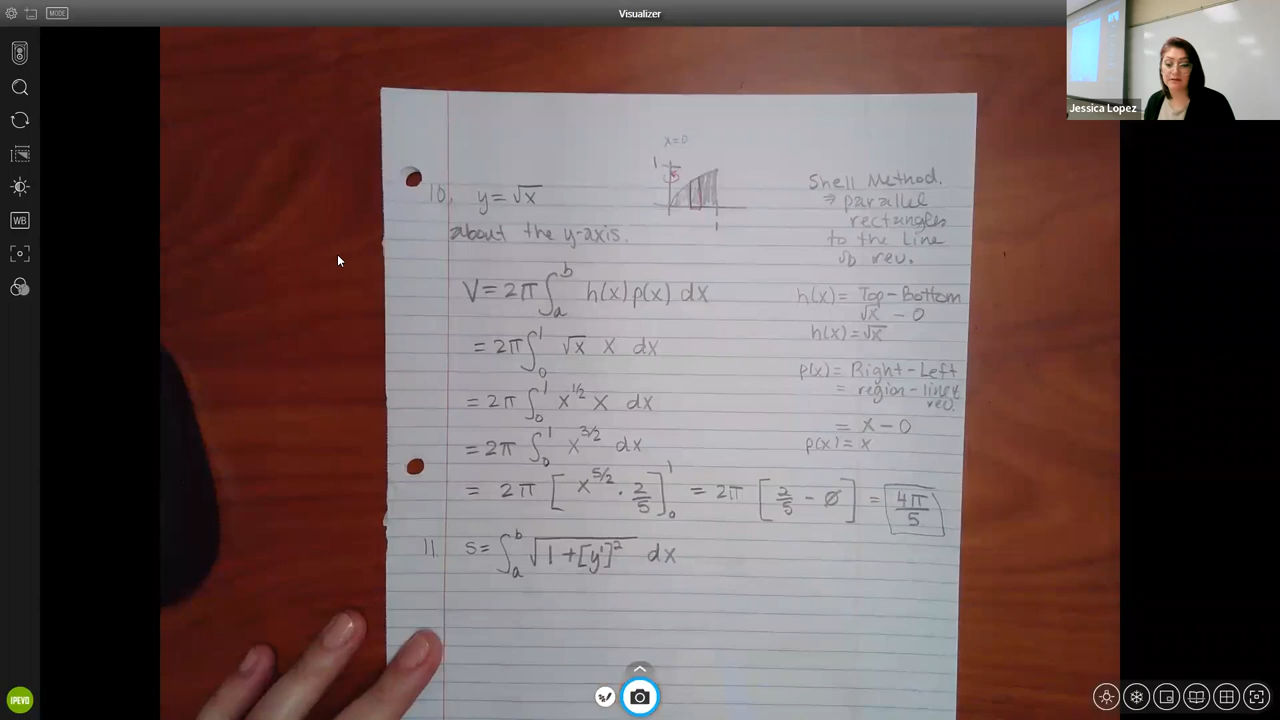 MODE
Visualizer
Jessica Lopez
x=0
1
10. y = √x
1
about the y-axis.
Shell Method.
⇒ parallel
rectangles
to the line
of rev.
V = 2π ∫_a^b h(x)p(x) dx
h(x) = Top - Bottom
√x - 0
h(x) = √x
= 2π ∫_0^1 √x x dx
p(x) = Right - Left
= region - line of
rev.
= 2π ∫_0^1 x^{1/2} x dx
= x - 0
p(x) = x
= 2π ∫_0^1 x^{3/2} dx
= 2π [ x^{5/2} · 2/5 ]_0^1 = 2π [ 2/5 - 0 ] = 4π/5
11. s = ∫_a^b √(1+[y']^2) dx
WB
IPEVO